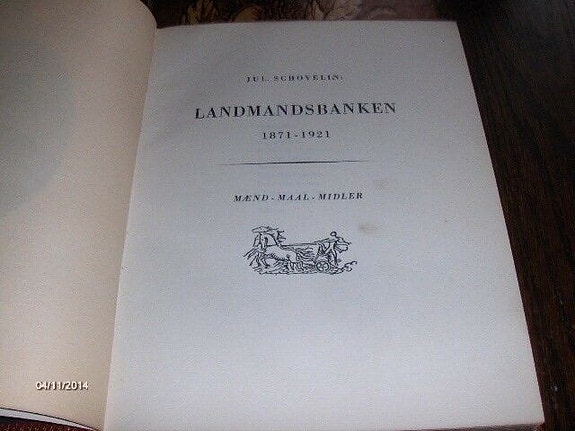 JUL. SCHOVELIN:
LANDMANDSBANKEN
1871-1921
MÆND - MAAL - MIDLER
04/11/2014